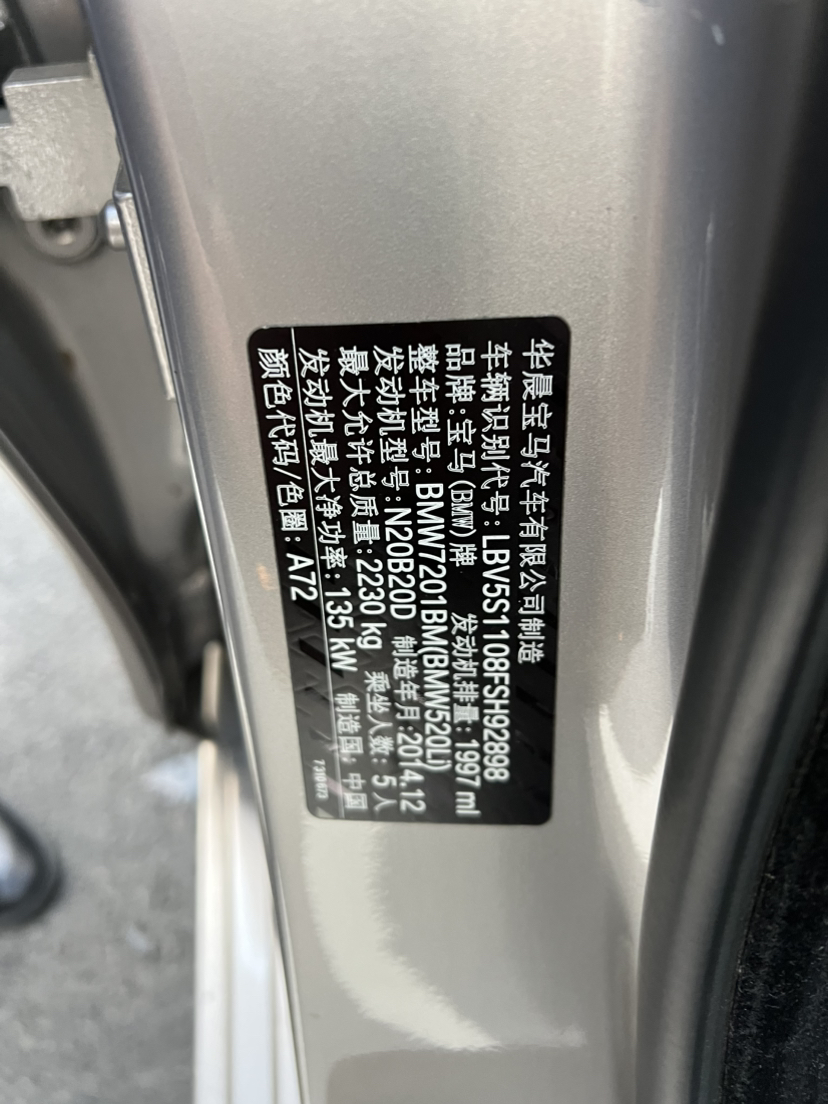 华晨宝马汽车有限公司制造
车辆识别代号:LBV5S1108FSH92898
品牌:宝马(BMW)牌 发动机排量:1997 ml
整车型号:BMW7201BM(BMW520Li)
发动机型号:N20B20D 制造年月:2014.12
最大允许总质量:2230 kg 乘坐人数:5人
发动机最大净功率:135 kW 制造国:中国
颜色代码/色圈:A72